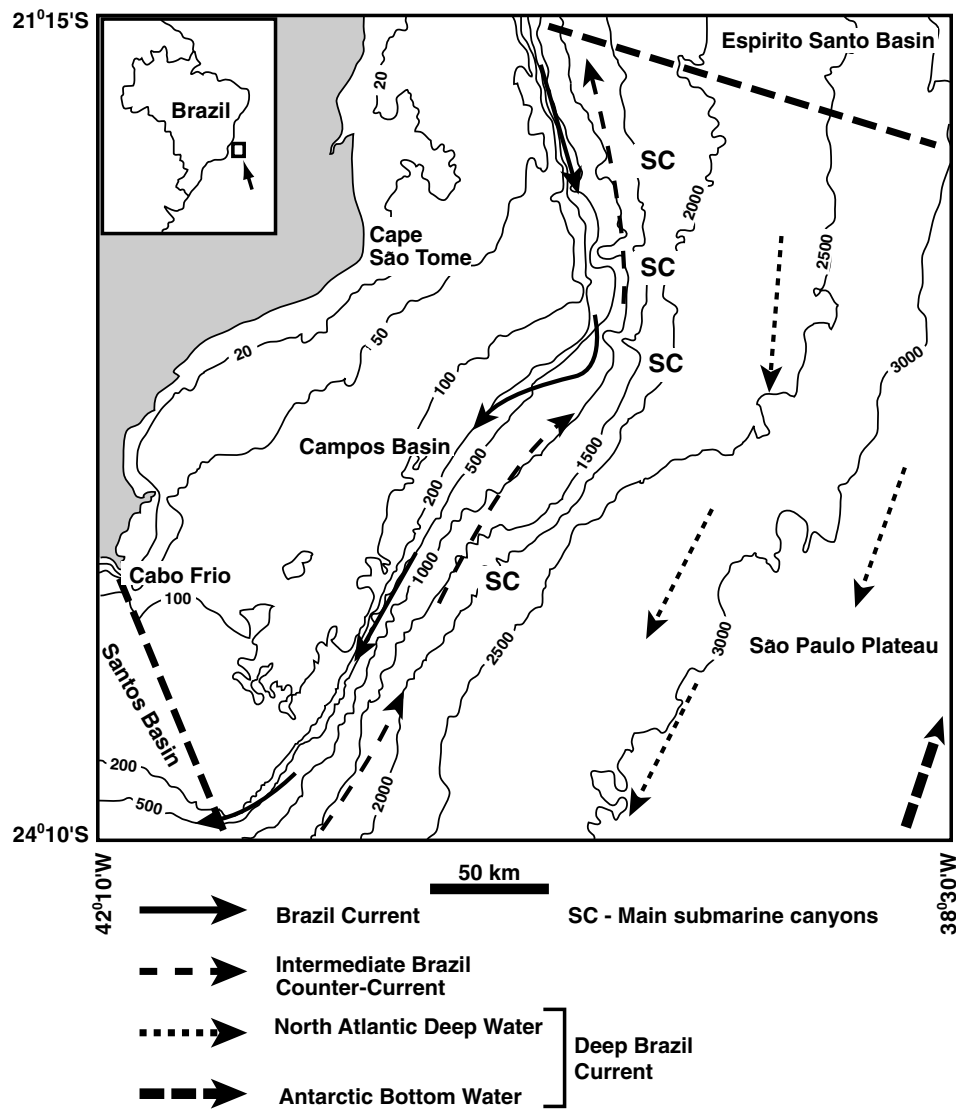 21⁰15'S
Espirito Santo Basin
20
Brazil
SC
2000
Cape
São Tome
2500
SC
50
20
3000
SC
100
Campos Basin
500
1500
200
1000
Cabo Frio
SC
100
3000
2500
São Paulo Plateau
Santos Basin
200
2000
500
24⁰10'S
42⁰10'W
50 km
38⁰30'W
Brazil Current
SC - Main submarine canyons
Intermediate Brazil
Counter-Current
North Atlantic Deep Water
Deep Brazil
Current
Antarctic Bottom Water